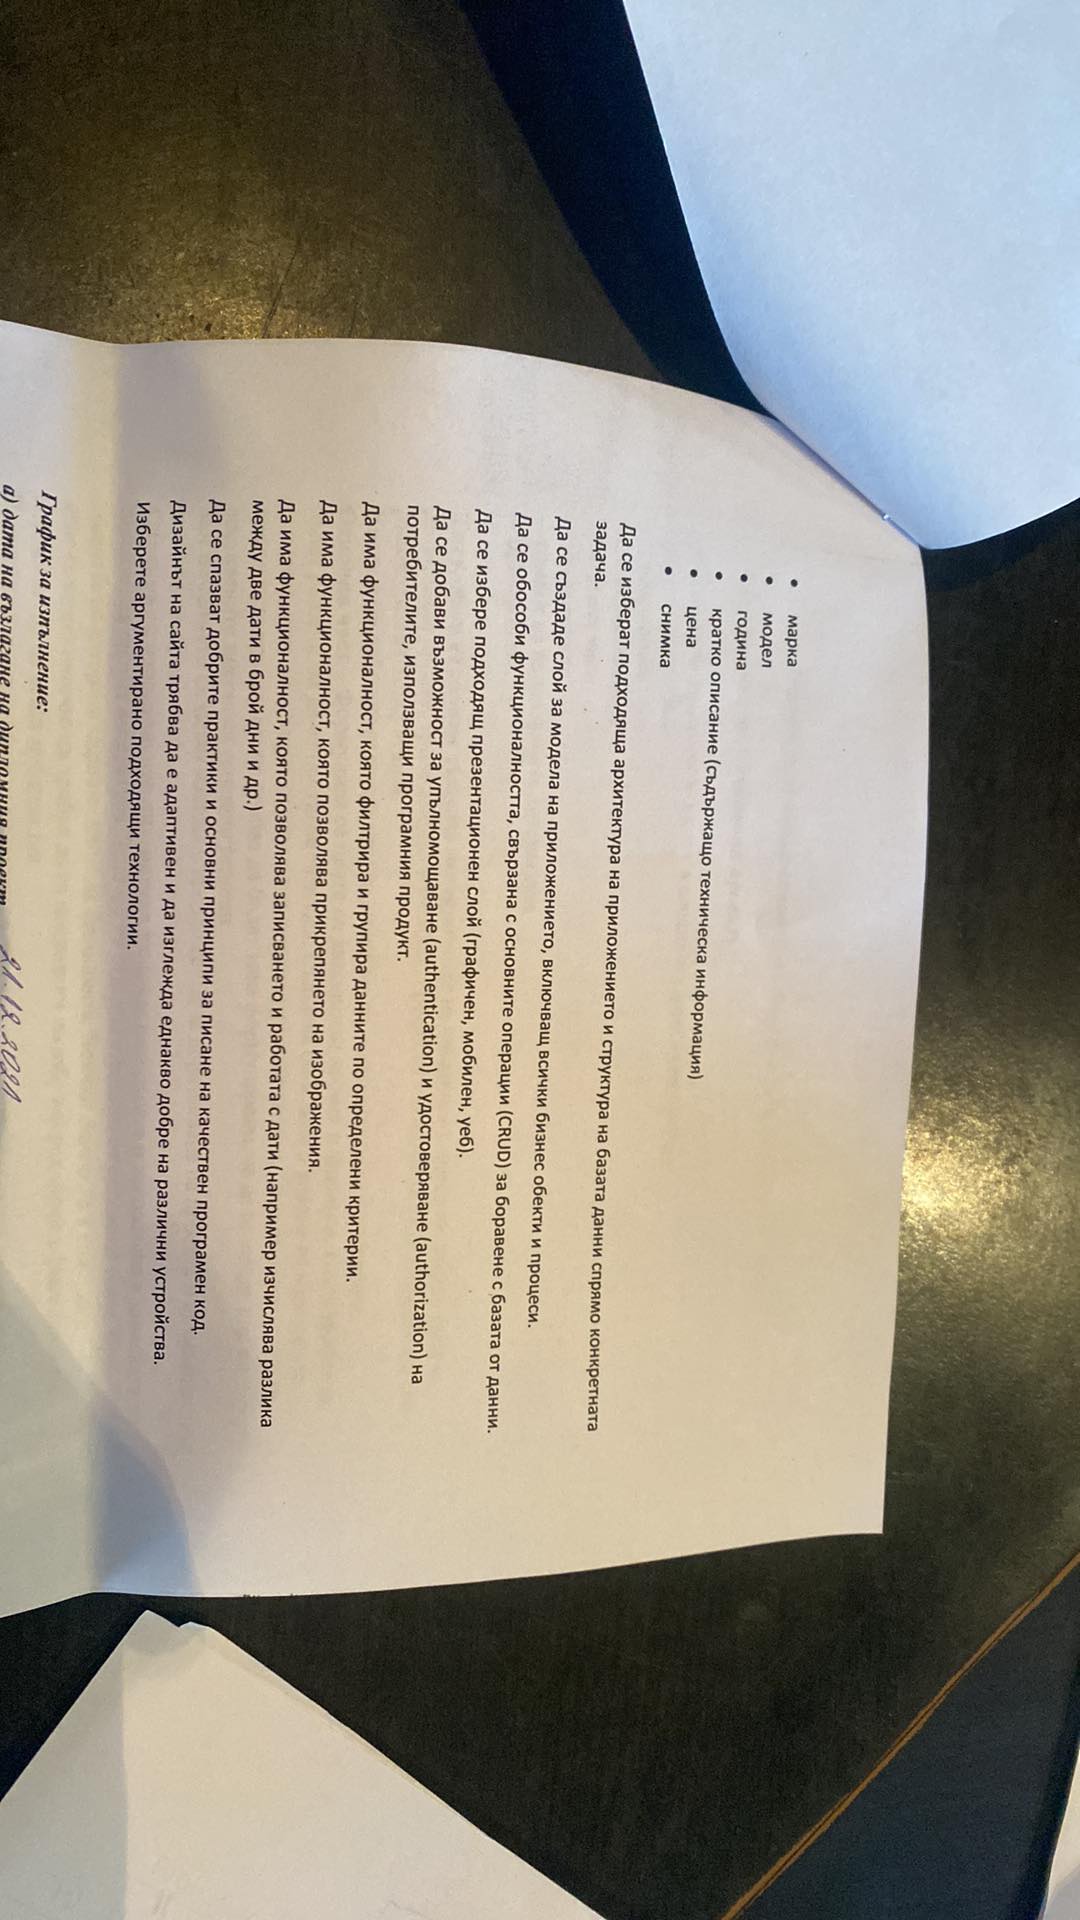 • марка
• модел
• година
• кратко описание (съдържащо техническа информация)
• цена
• снимка
Да се изберат подходяща архитектура на приложението и структура на базата данни спрямо конкретната
задача.
Да се създаде слой за модела на приложението, включващ всички бизнес обекти и процеси.
Да се обособи функционалността, свързана с основните операции (CRUD) за боравене с базата от данни.
Да се избере подходящ презентационен слой (графичен, мобилен, уеб).
Да се добави възможност за упълномощаване (authentication) и удостоверяване (authorization) на
потребителите, използващи програмния продукт.
Да има функционалност, която филтрира и групира данните по определени критерии.
Да има функционалност, която позволява прикрепянето на изображения.
Да има функционалност, която позволява записването и работата с дати (например изчислява разлика
между две дати в брой дни и др.)
Да се спазват добрите практики и основни принципи за писане на качествен програмен код.
Дизайнът на сайта трябва да е адаптивен и да изглежда еднакво добре на различни устройства.
Изберете аргументирано подходящи технологии.
График за изпълнение:
а) дата на възлагане на дипломния проект 21.12.2021